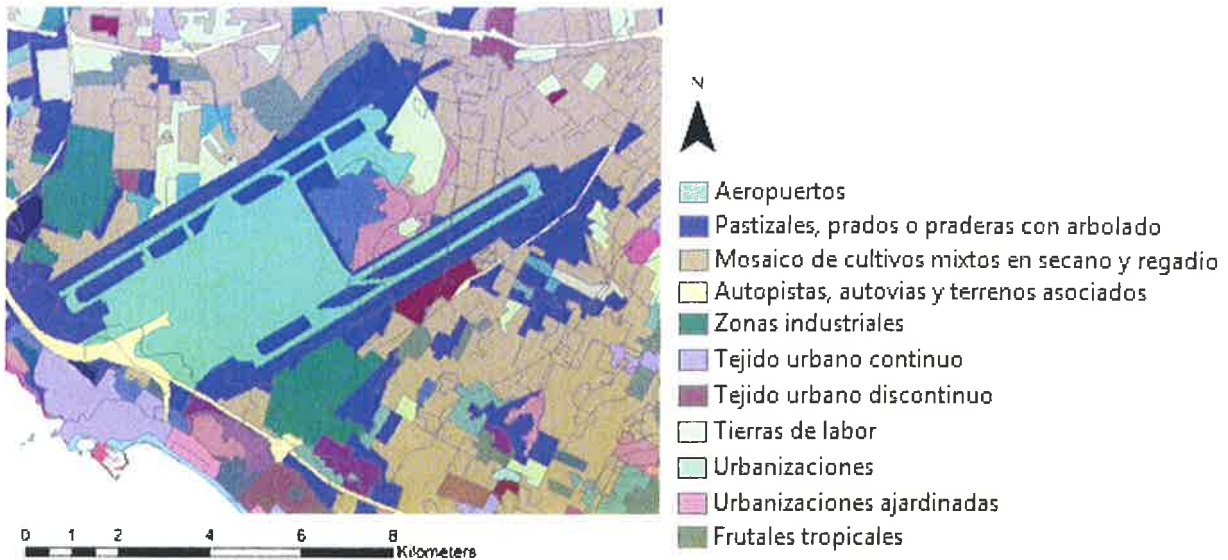 N
Aeropuertos
Pastizales, prados o praderas con arbolado
Mosaico de cultivos mixtos en secano y regadío
Autopistas, autovias y terrenos asociados
Zonas industriales
Tejido urbano continuo
Tejido urbano discontinuo
Tierras de labor
Urbanizaciones
Urbanizaciones ajardinadas
Frutales tropicales
0 1 2 4 6 8
Kilometers